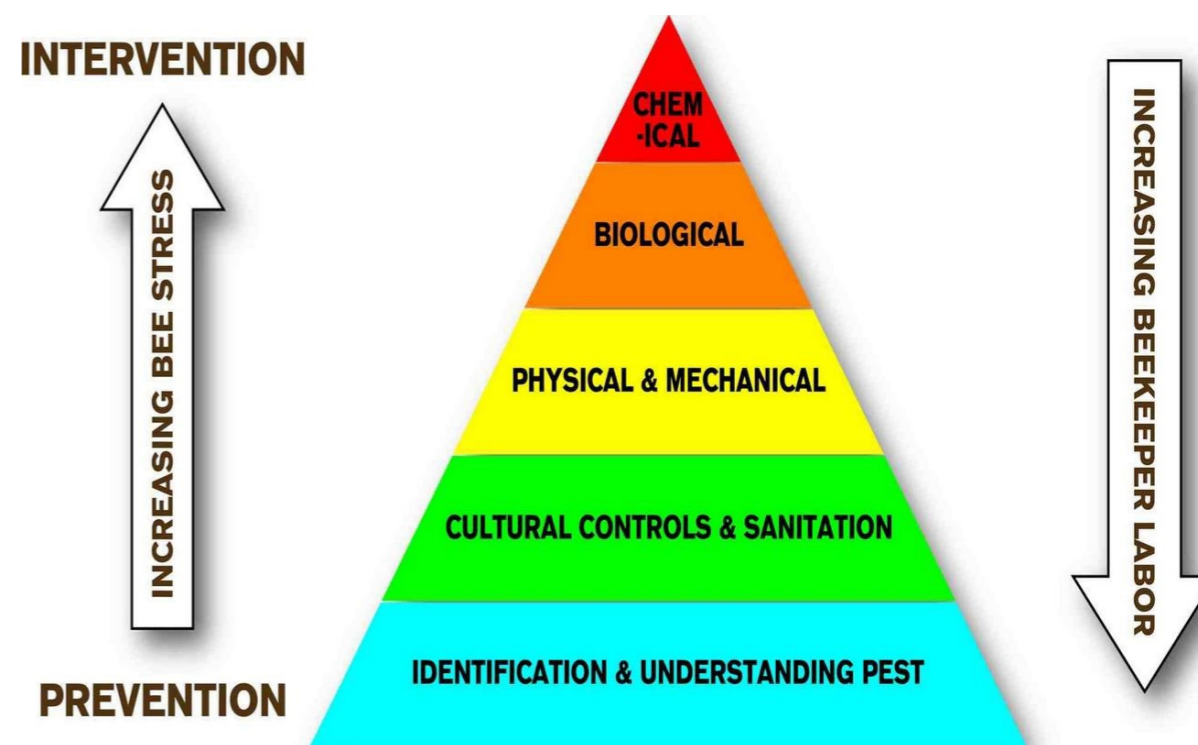 INTERVENTION
INCREASING BEE STRESS
PREVENTION
CHEM
-ICAL
BIOLOGICAL
PHYSICAL & MECHANICAL
CULTURAL CONTROLS & SANITATION
IDENTIFICATION & UNDERSTANDING PEST
INCREASING BEEKEEPER LABOR